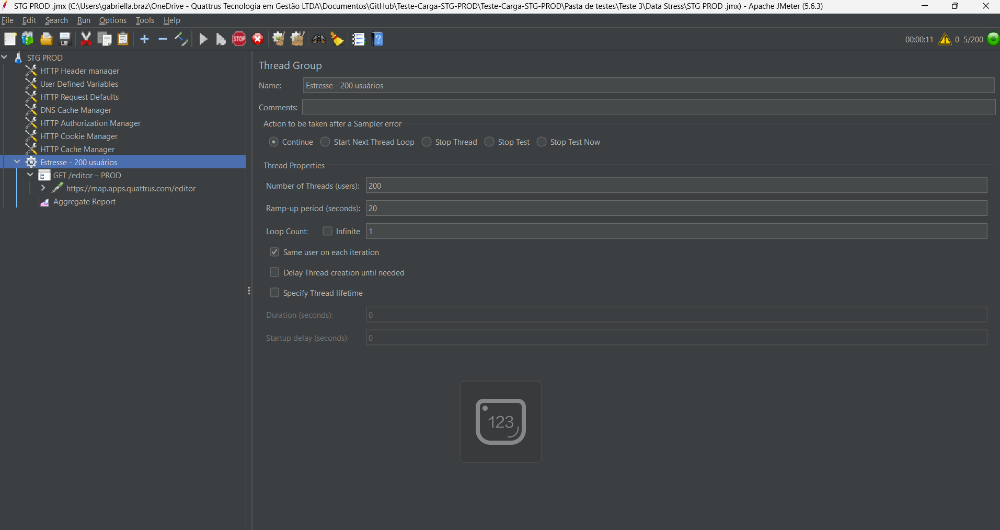 STG PROD .jmx (C:\Users\gabriella.braz\OneDrive - Quattrus Tecnologia em Gestão LTDA\Documentos\GitHub\Teste-Carga-STG-PROD\Teste-Carga-STG-PROD\Pasta de testes\Teste 3\Data Stress\STG PROD .jmx) - Apache JMeter (5.6.3)
File Edit Search Run Options Tools Help
STOP 00:00:11 0 5/200
STG PROD
HTTP Header manager
User Defined Variables
HTTP Request Defaults
DNS Cache Manager
HTTP Authorization Manager
HTTP Cookie Manager
HTTP Cache Manager
Estresse - 200 usuários
GET /editor – PROD
https://map.apps.quattrus.com/editor
Aggregate Report
Thread Group
Name: Estresse - 200 usuários
Comments:
Action to be taken after a Sampler error
Continue Start Next Thread Loop Stop Thread Stop Test Stop Test Now
Thread Properties
Number of Threads (users): 200
Ramp-up period (seconds): 20
Loop Count: Infinite 1
Same user on each iteration
Delay Thread creation until needed
Specify Thread lifetime
Duration (seconds): 0
Startup delay (seconds): 0
123